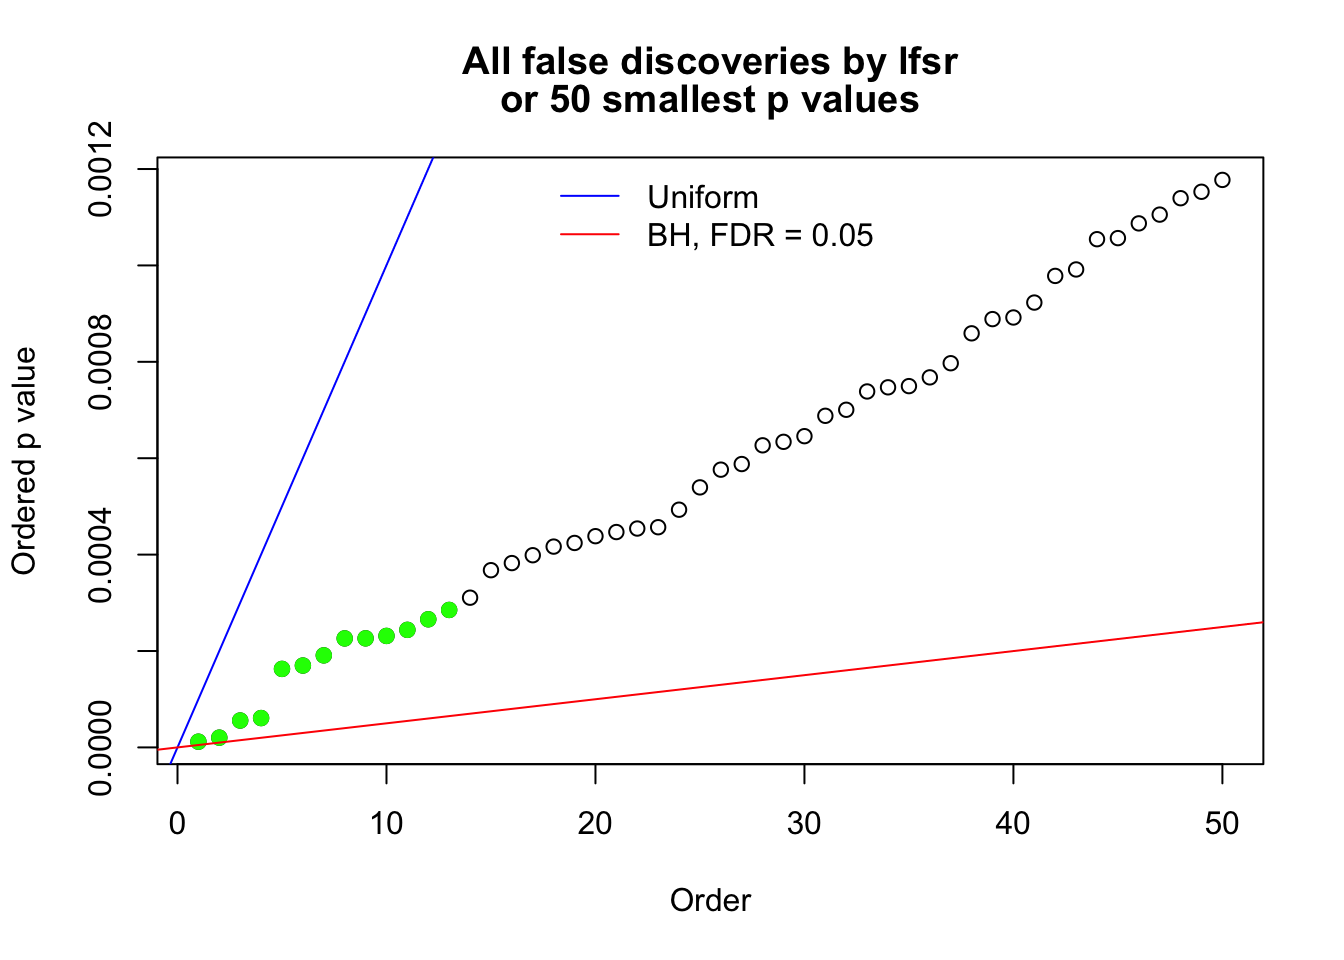 All false discoveries by lfsr
or 50 smallest p values
Uniform
BH, FDR = 0.05
Ordered p value
0.0012
0.0008
0.0004
0.0000
0 10 20 30 40 50
Order